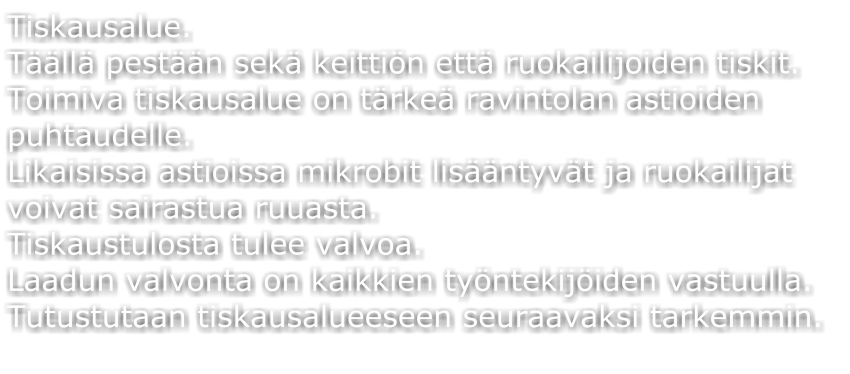 Tiskausalue.
Täällä pestään sekä keittiön että ruokailijoiden tiskit.
Toimiva tiskausalue on tärkeä ravintolan astioiden
puhtaudelle.
Likaisissa astioissa mikrobit lisääntyvät ja ruokailijat
voivat sairastua ruuasta.
Tiskaustulosta tulee valvoa.
Laadun valvonta on kaikkien työntekijöiden vastuulla.
Tutustutaan tiskausalueeseen seuraavaksi tarkemmin.